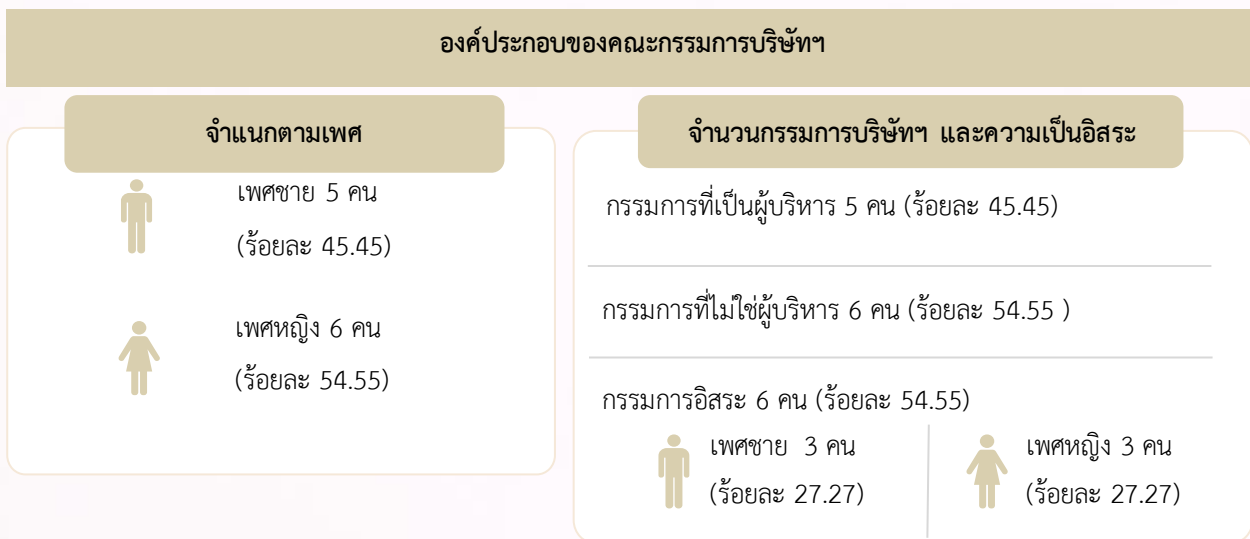 องค์ประกอบของคณะกรรมการบริษัทฯ
จำแนกตามเพศ
เพศชาย 5 คน
(ร้อยละ 45.45)
เพศหญิง 6 คน
(ร้อยละ 54.55)
จำนวนกรรมการบริษัทฯ และความเป็นอิสระ
กรรมการที่เป็นผู้บริหาร 5 คน (ร้อยละ 45.45)
กรรมการที่ไม่ใช่ผู้บริหาร 6 คน (ร้อยละ 54.55 )
กรรมการอิสระ 6 คน (ร้อยละ 54.55)
เพศชาย 3 คน
(ร้อยละ 27.27)
เพศหญิง 3 คน
(ร้อยละ 27.27)